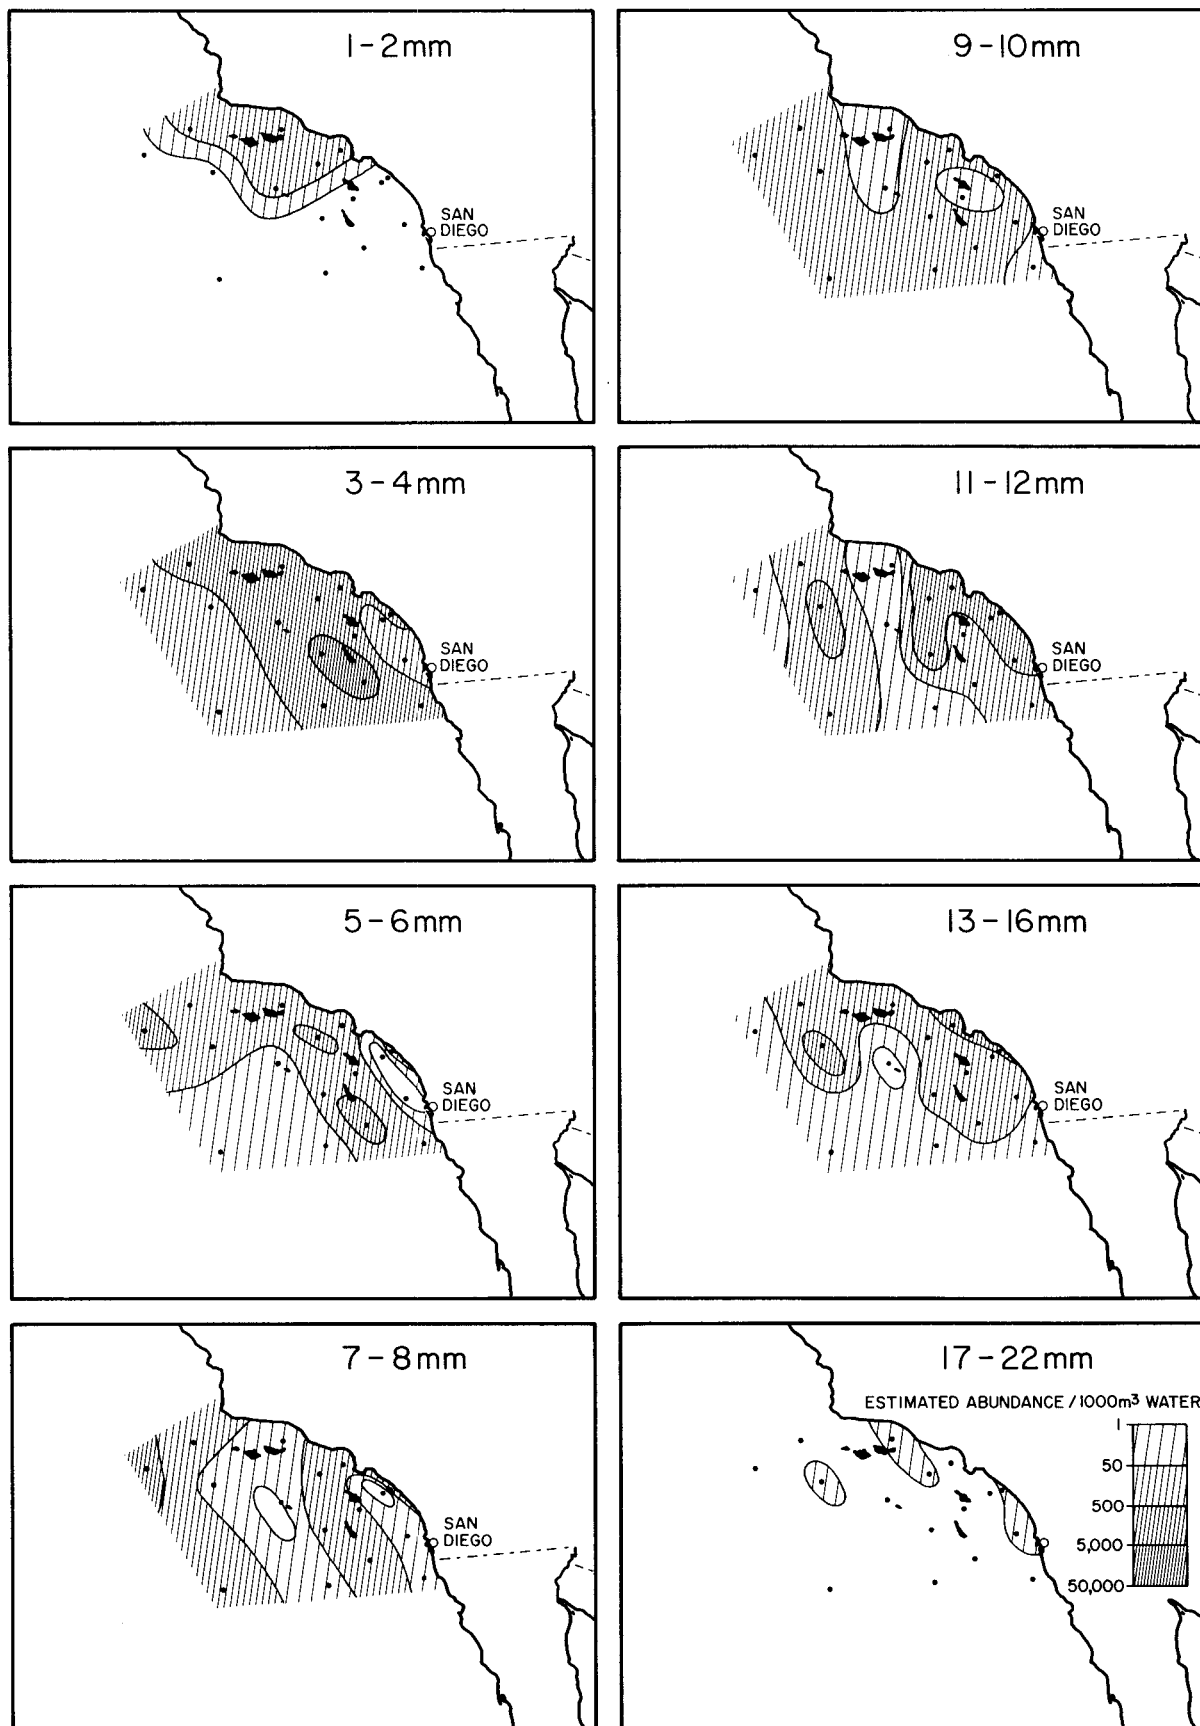 1-2mm
SAN
DIEGO
9-10mm
SAN
DIEGO
3-4mm
SAN
DIEGO
11-12mm
SAN
DIEGO
5-6mm
SAN
DIEGO
13-16mm
SAN
DIEGO
7-8mm
SAN
DIEGO
17-22mm
ESTIMATED ABUNDANCE / 1000m³ WATER
1
50
500
5,000
50,000